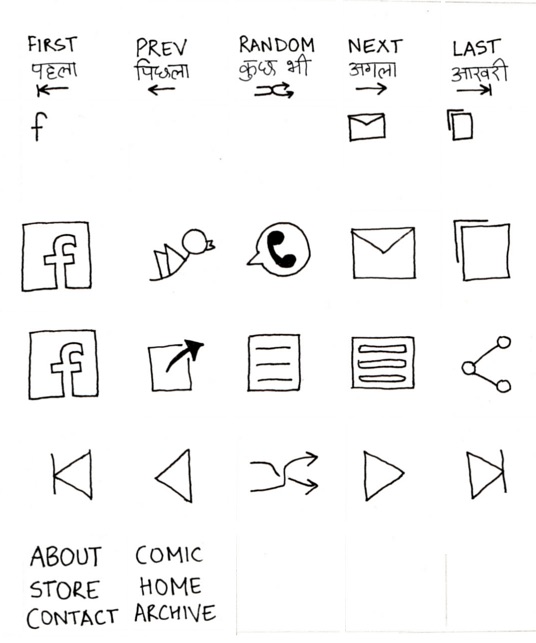 FIRST PREV RANDOM NEXT LAST
पहला पिछला कुछ भी अगला आखरी
f
f
f
ABOUT COMIC
STORE HOME
CONTACT ARCHIVE